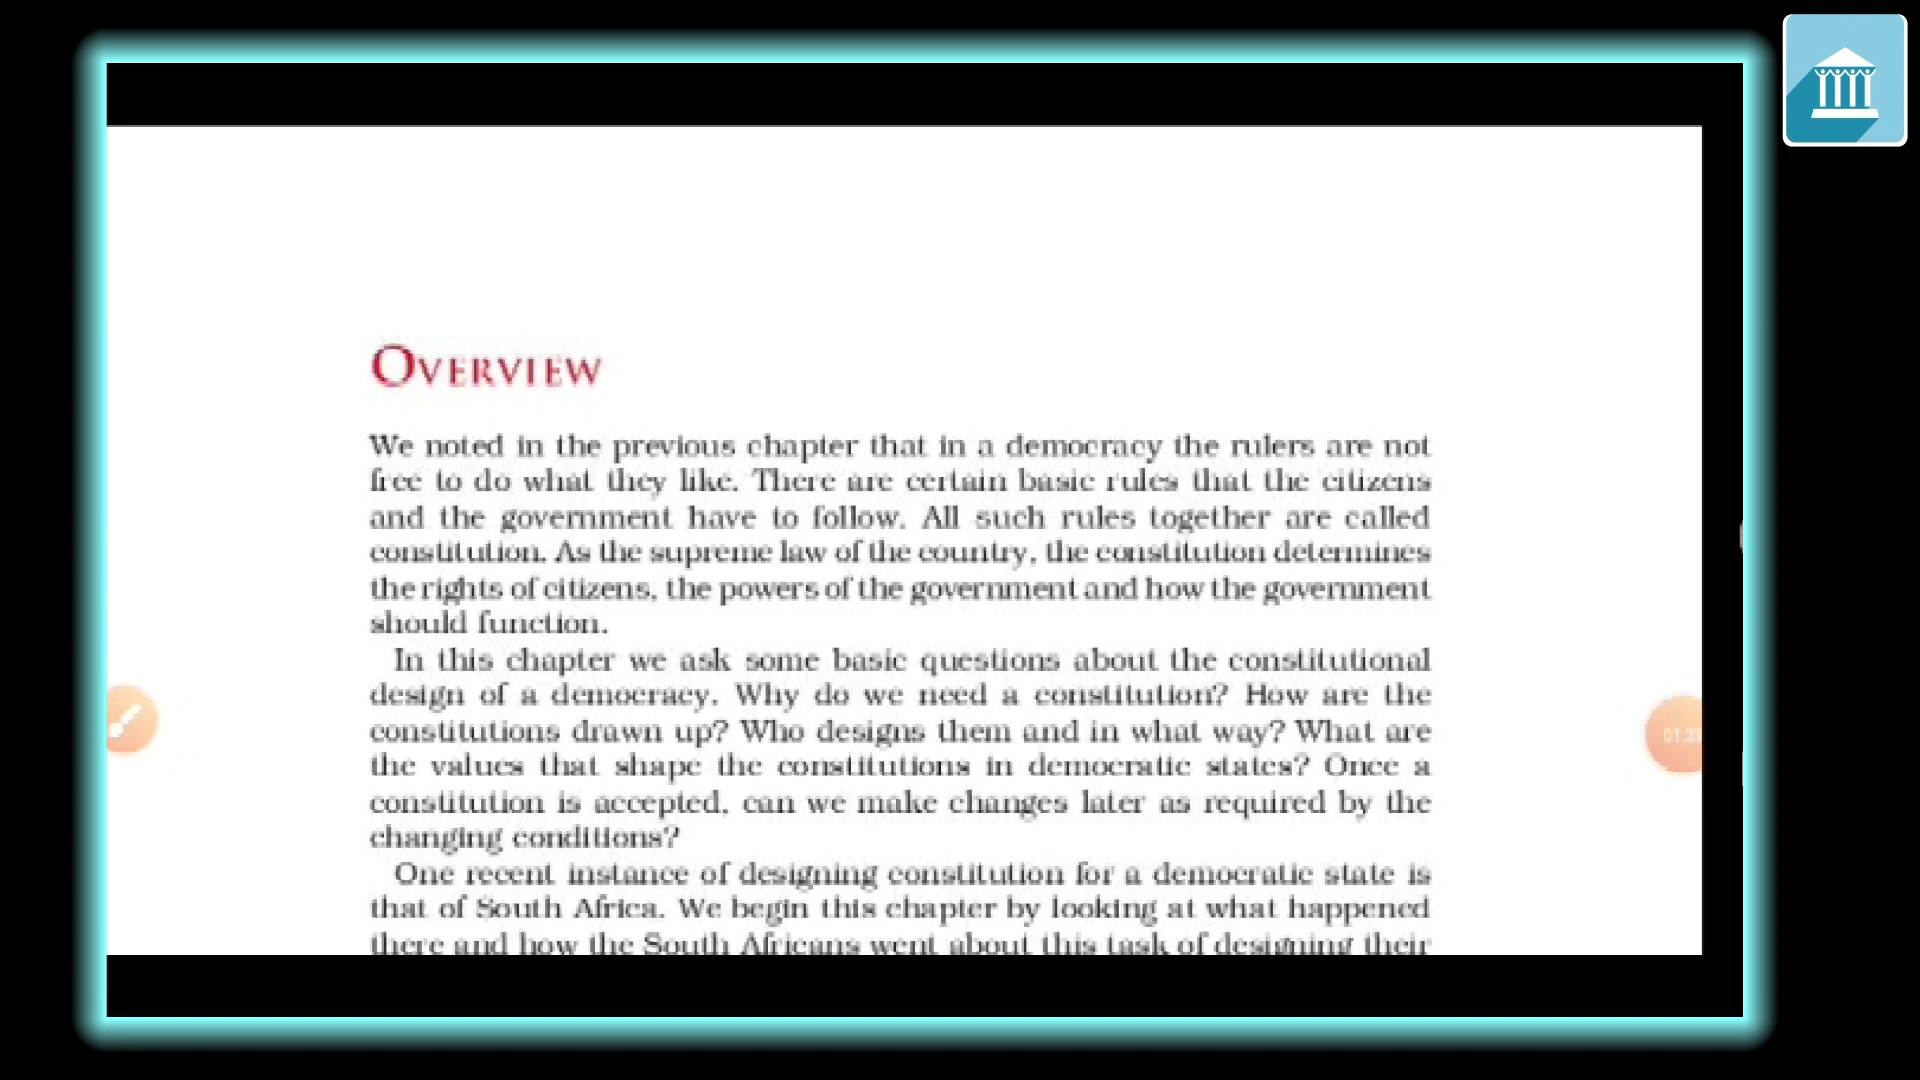 OVERVIEW
We noted in the previous chapter that in a democracy the rulers are not
free to do what they like. There are certain basic rules that the citizens
and the government have to follow. All such rules together are called
constitution. As the supreme law of the country, the constitution determines
the rights of citizens, the powers of the government and how the government
should function.
In this chapter we ask some basic questions about the constitutional
design of a democracy. Why do we need a constitution? How are the
constitutions drawn up? Who designs them and in what way? What are
the values that shape the constitutions in democratic states? Once a
constitution is accepted, can we make changes later as required by the
changing conditions?
One recent instance of designing constitution for a democratic state is
that of South Africa. We begin this chapter by looking at what happened
there and how the South Africans went about this task of designing their